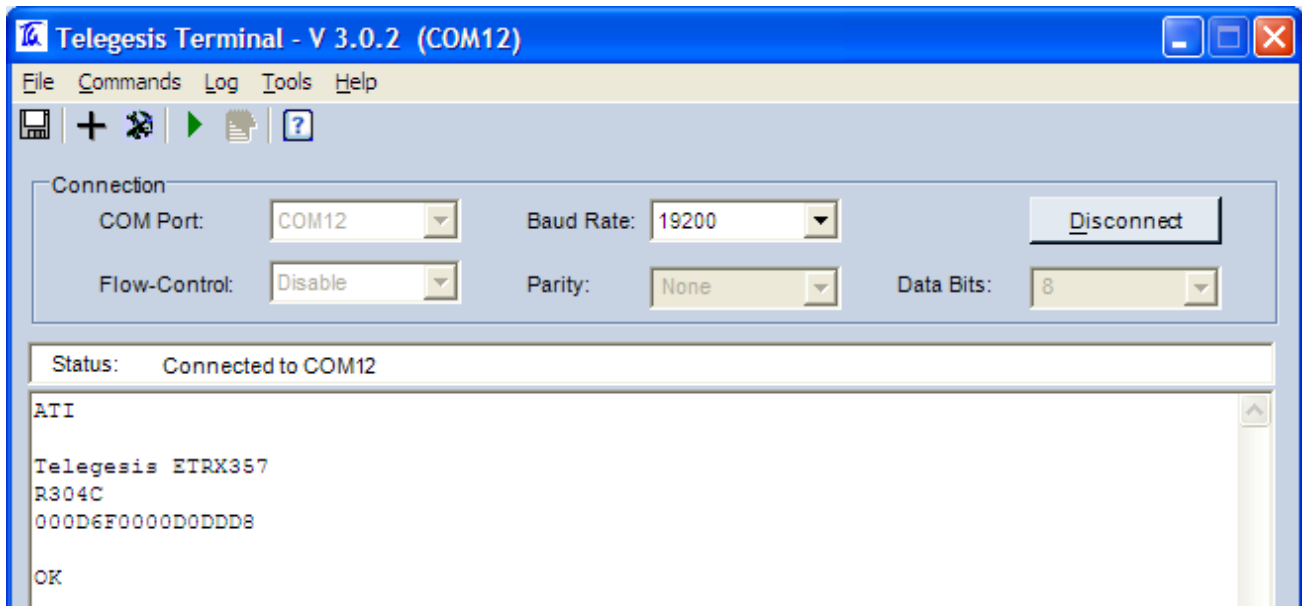 Telegesis Terminal - V 3.0.2 (COM12)
File Commands Log Tools Help
Connection
COM Port: COM12 Baud Rate: 19200 Disconnect
Flow-Control: Disable Parity: None Data Bits: 8
Status: Connected to COM12
ATI
Telegesis ETRX357
R304C
000D6F0000D0DDD8
OK